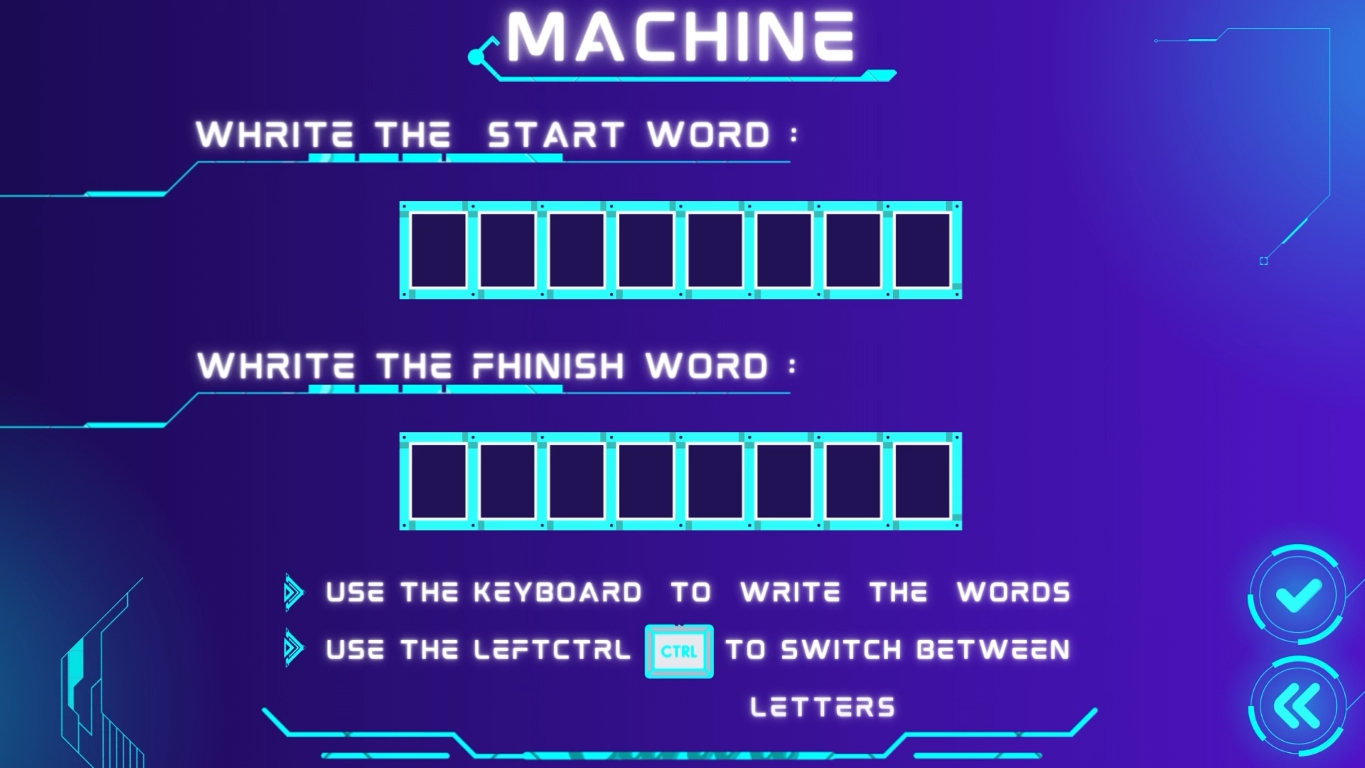 MACHINE
WHRITE THE START WORD :
WHRITE THE FHINISH WORD :
USE THE KEYBOARD TO WRITE THE WORDS
USE THE LEFTCTRL CTRL TO SWITCH BETWEEN
LETTERS